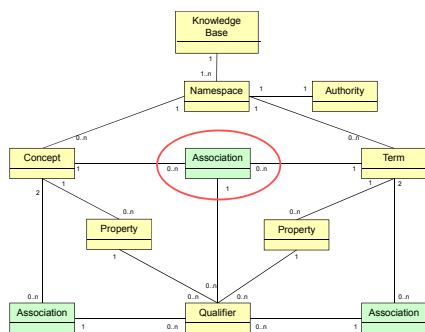 Knowledge
Base
1
1..n
Namespace
1
1
Authority
1
1
0..n
0..n
Concept
Association
Term
1
0..n
0..n
1
2
1
1
1
2
0..n
0..n
Property
Property
1
1
0..n
0..n
0..n
0..n
0..n
0..n
Association
Qualifier
Association
1
0..n
0..n
1